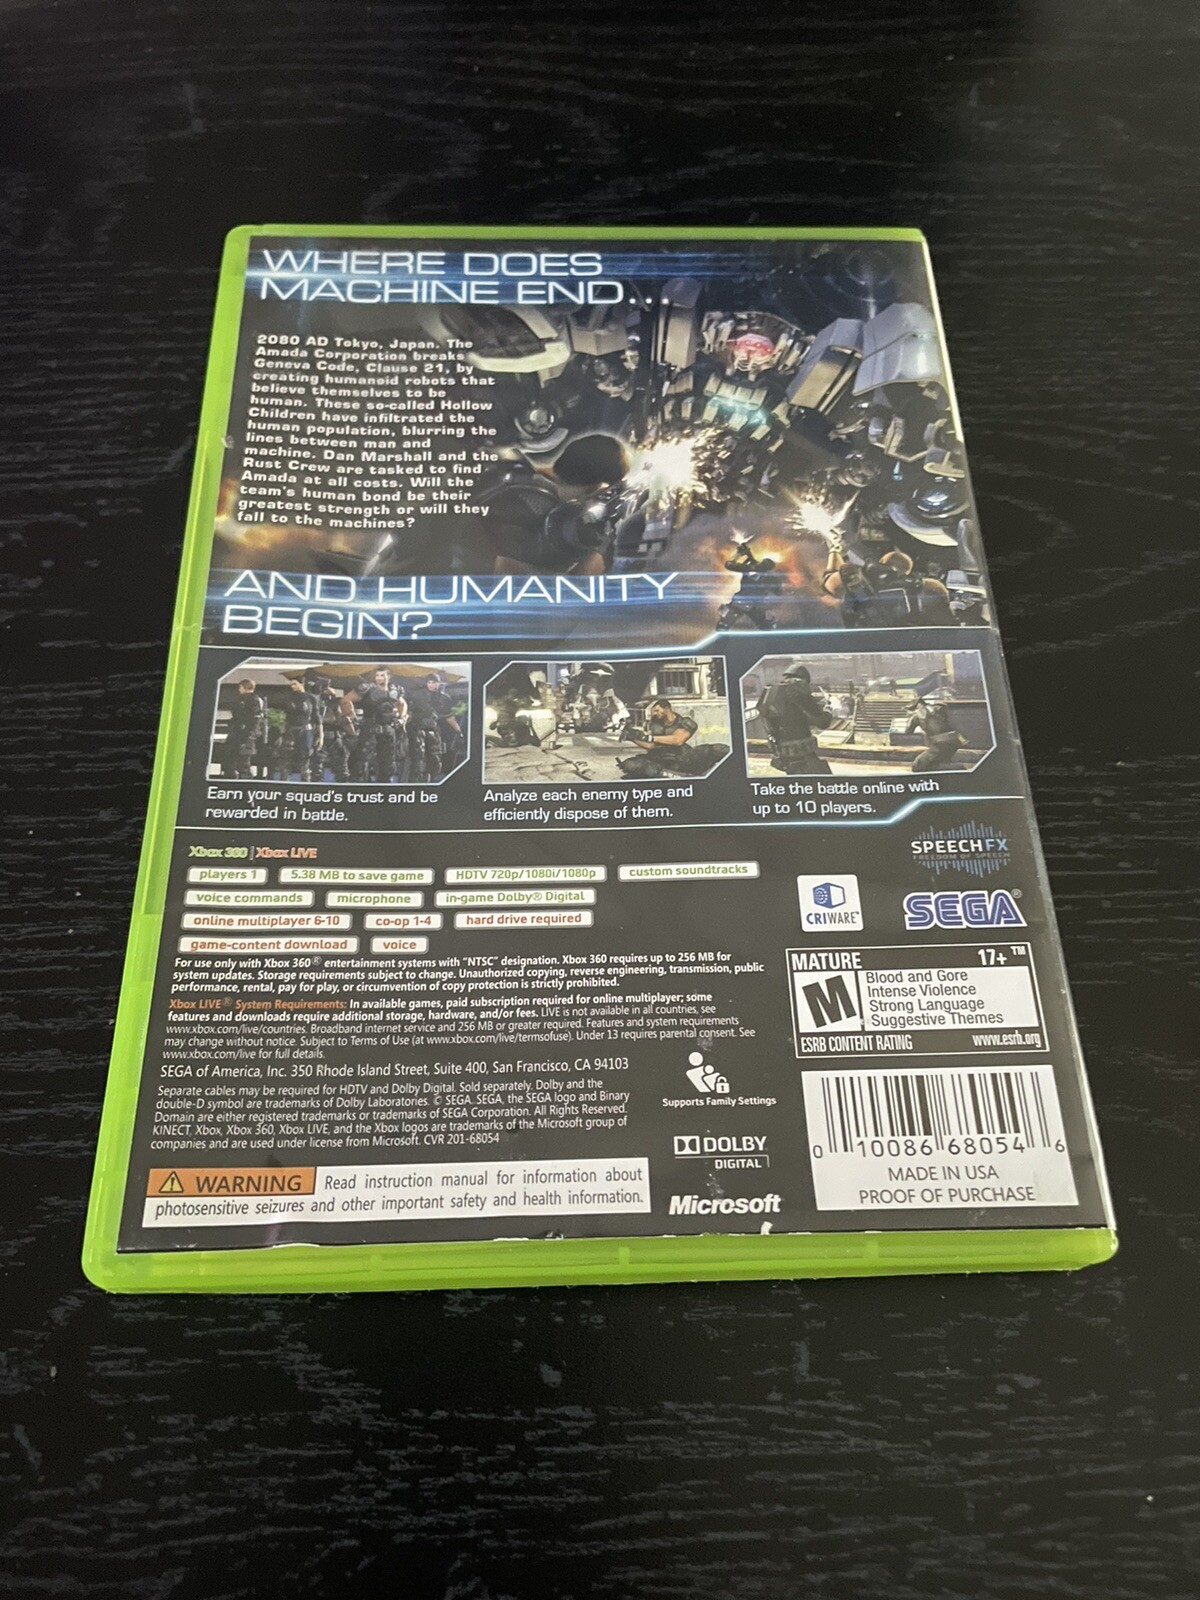 WHERE DOES
MACHINE END...
2080 AD Tokyo, Japan. The
Amada Corporation breaks
Geneva Code, Clause 21, by
creating humanoid robots that
believe themselves to be
human. These so-called Hollow
Children have infiltrated the
human population, blurring the
lines between man and
machine. Dan Marshall and the
Rust Crew are tasked to find
Amada at all costs. Will the
team's human bond be their
greatest strength or will they
fall to the machines?
AND HUMANITY
BEGIN?
Earn your squad's trust and be
rewarded in battle.
Analyze each enemy type and
efficiently dispose of them.
Take the battle online with
up to 10 players.
Xbox 360 | Xbox LIVE
players 1
5.38 MB to save game
HDTV 720p/1080i/1080p
custom soundtracks
voice commands
microphone
in-game Dolby® Digital
online multiplayer 6-10
co-op 1-4
hard drive required
game-content download
voice
SPEECHFX
FREEDOM OF SPEECH
CRIWARE™
SEGA®
For use only with Xbox 360® entertainment systems with "NTSC" designation. Xbox 360 requires up to 256 MB for
system updates. Storage requirements subject to change. Unauthorized copying, reverse engineering, transmission, public
performance, rental, pay for play, or circumvention of copy protection is strictly prohibited.
Xbox LIVE® System Requirements: In available games, paid subscription required for online multiplayer; some
features and downloads require additional storage, hardware, and/or fees. LIVE is not available in all countries, see
www.xbox.com/live/countries. Broadband internet service and 256 MB or greater required. Features and system requirements
may change without notice. Subject to Terms of Use (at www.xbox.com/live/termsofuse). Under 13 requires parental consent. See
www.xbox.com/live for full details.
SEGA of America, Inc. 350 Rhode Island Street, Suite 400, San Francisco, CA 94103
Separate cables may be required for HDTV and Dolby Digital. Sold separately. Dolby and the
double-D symbol are trademarks of Dolby Laboratories. © SEGA. SEGA, the SEGA logo and Binary
Domain are either registered trademarks or trademarks of SEGA Corporation. All Rights Reserved.
KINECT, Xbox, Xbox 360, Xbox LIVE, and the Xbox logos are trademarks of the Microsoft group of
companies and are used under license from Microsoft. CVR 201-68054
WARNING Read instruction manual for information about
photosensitive seizures and other important safety and health information.
Supports Family Settings
DOLBY
DIGITAL
Microsoft
MATURE 17+ ™
M
Blood and Gore
Intense Violence
Strong Language
Suggestive Themes
ESRB CONTENT RATING www.esrb.org
0 10086 68054 6
MADE IN USA
PROOF OF PURCHASE